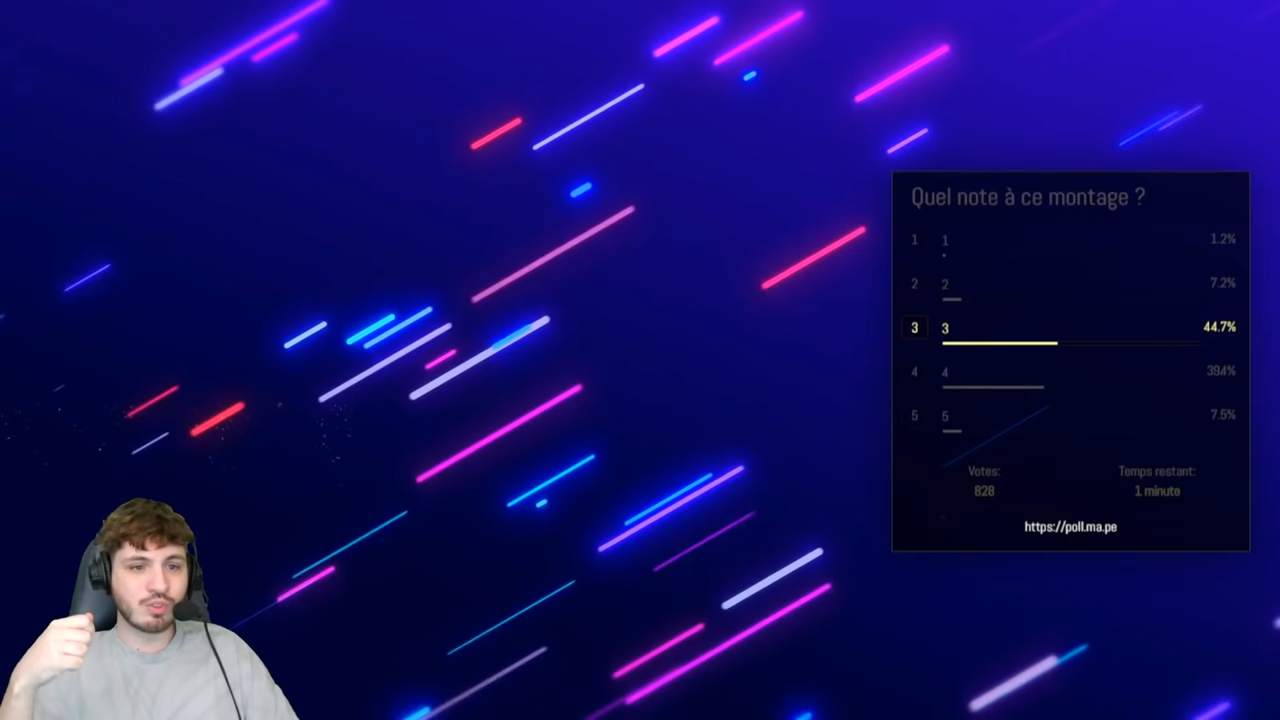 Quel note à ce montage ?
1 1 1.2%
2 2 7.2%
3 3 44.7%
4 4 39.4%
5 5 7.5%
Votes: Temps restant:
828 1 minute
https://poll.ma.pe